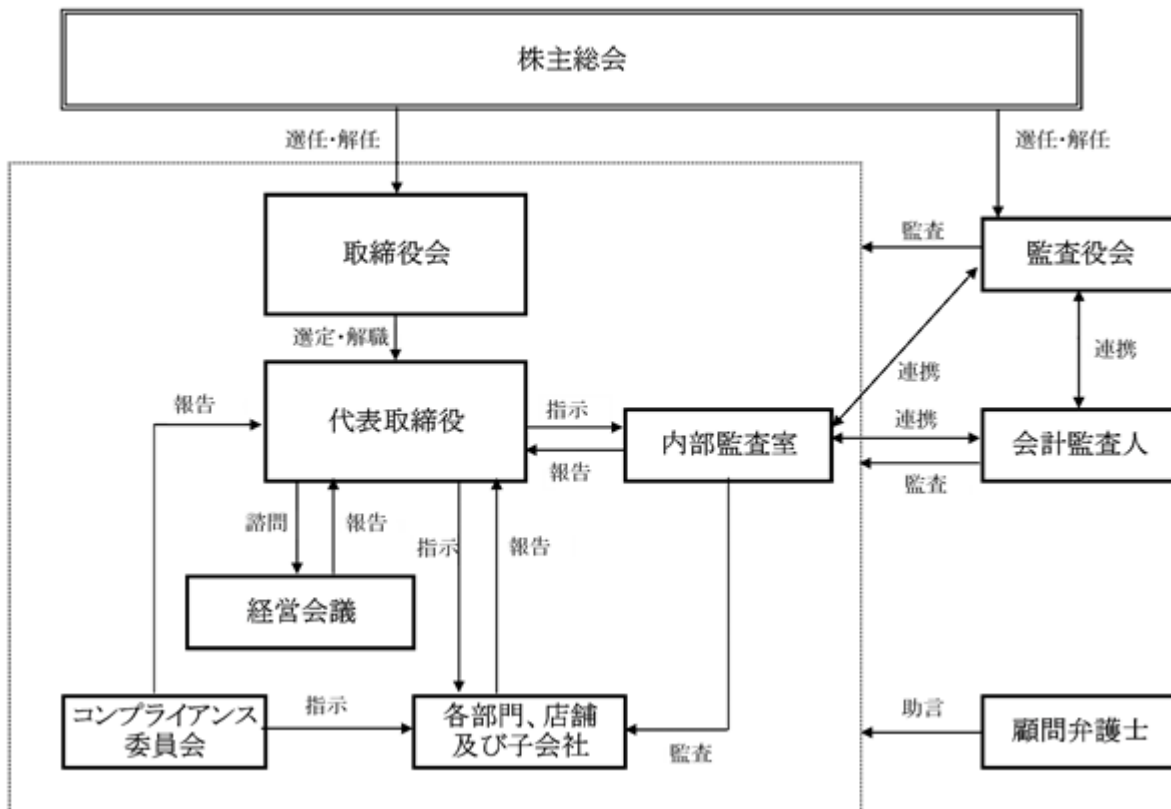 株主総会
選任・解任
選任・解任
取締役会
監査
監査役会
選定・解職
連携
連携
報告
代表取締役
指示
報告
内部監査室
連携
監査
会計監査人
諮問
報告
指示
報告
経営会議
コンプライアンス
委員会
指示
各部門、店舗
及び子会社
監査
助言
顧問弁護士